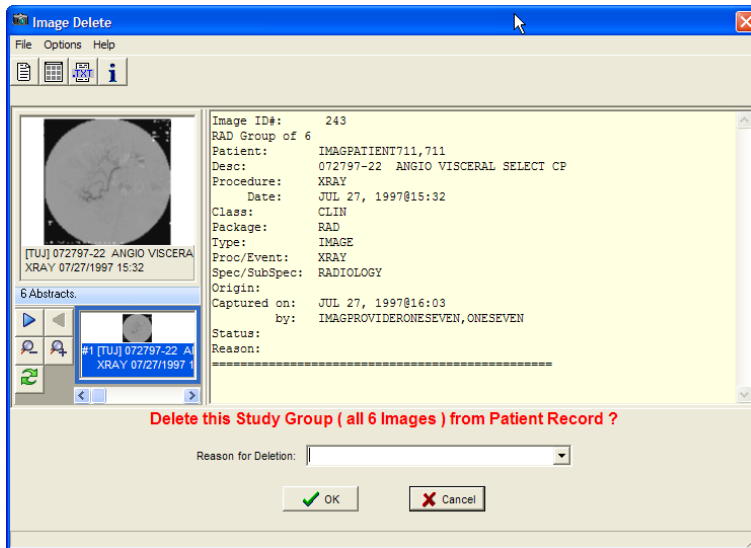 Image Delete
File Options Help
.TXT
i
[TUJ] 072797-22 ANGIO VISCERA
XRAY 07/27/1997 15:32
6 Abstracts.
#1 [TUJ] 072797-22 A
XRAY 07/27/1997 1
Image ID#: 243
RAD Group of 6
Patient: IMAGPATIENT711,711
Desc: 072797-22 ANGIO VISCERAL SELECT CP
Procedure: XRAY
Date: JUL 27, 1997@15:32
Class: CLIN
Package: RAD
Type: IMAGE
Proc/Event: XRAY
Spec/SubSpec: RADIOLOGY
Origin:
Captured on: JUL 27, 1997@16:03
by: IMAGPROVIDERONESEVEN,ONESEVEN
Status:
Reason:
================================================
Delete this Study Group ( all 6 Images ) from Patient Record ?
Reason for Deletion:
OK
Cancel